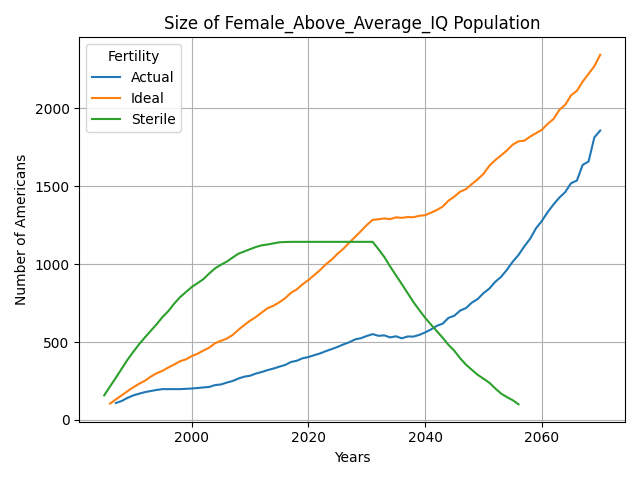 Size of Female_Above_Average_IQ Population
Fertility
Actual
Ideal
Sterile
Number of Americans
2000
1500
1000
500
0
2000 2020 2040 2060
Years